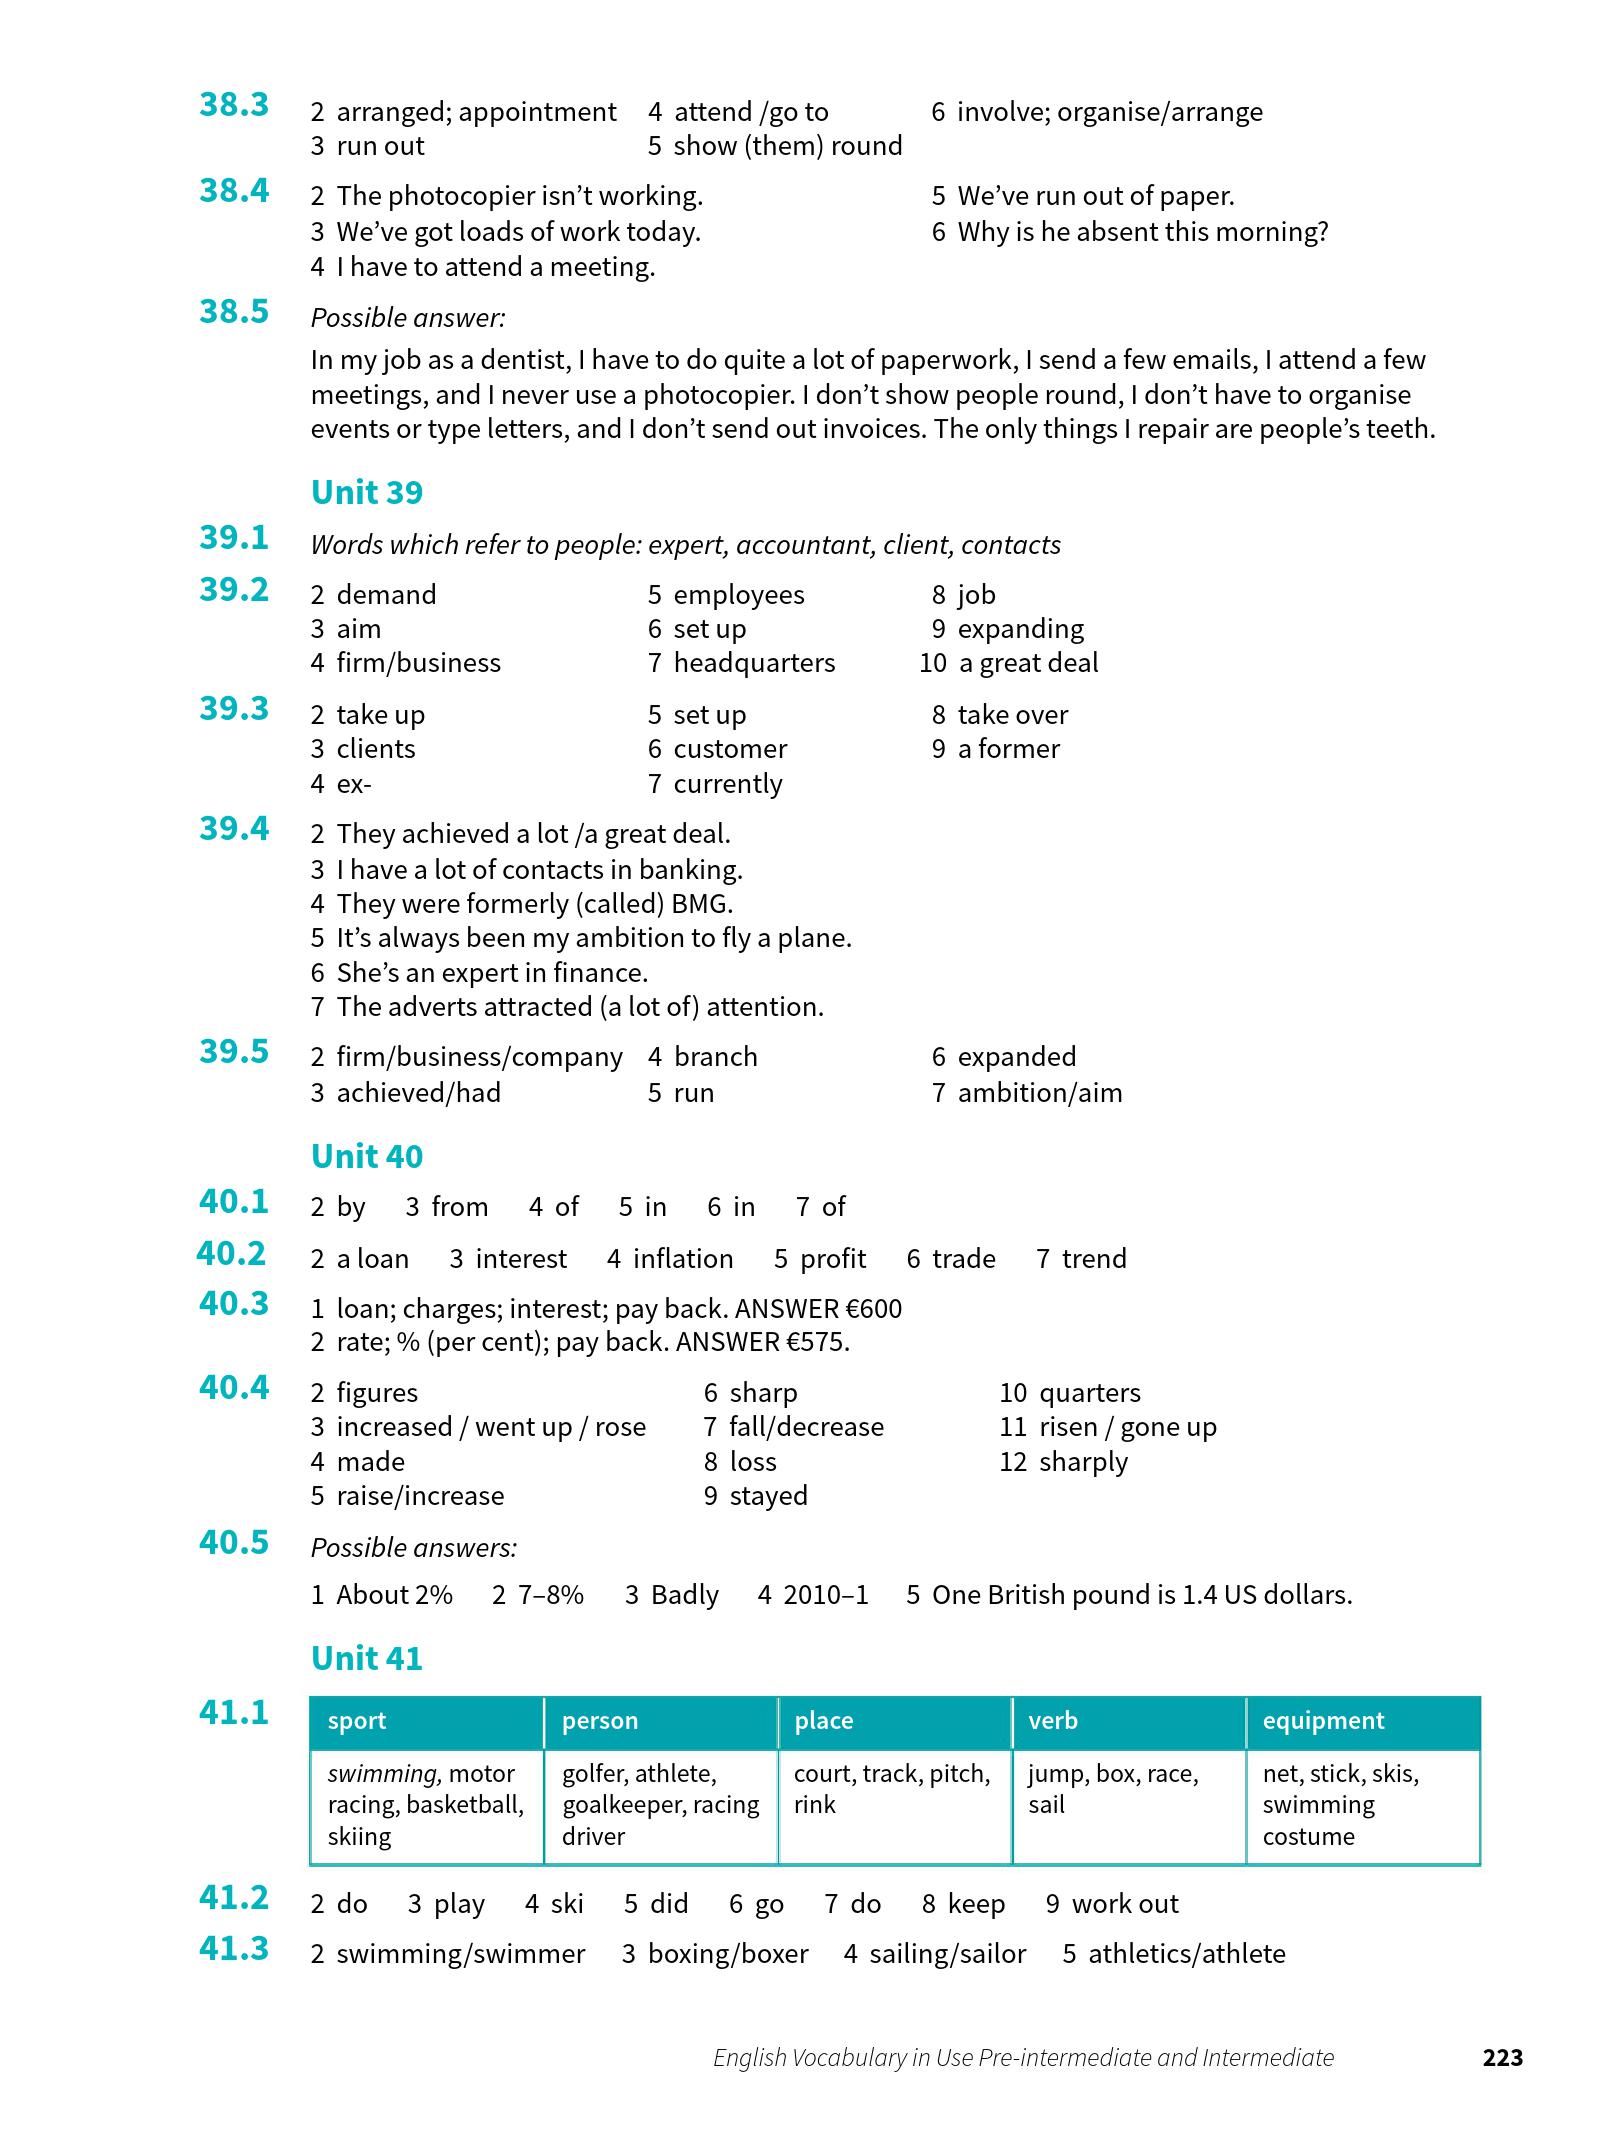 38.3 2 arranged; appointment 4 attend /go to 6 involve; organise/arrange
3 run out 5 show (them) round
38.4 2 The photocopier isn't working. 5 We've run out of paper.
3 We've got loads of work today. 6 Why is he absent this morning?
4 I have to attend a meeting.
38.5 Possible answer:
In my job as a dentist, I have to do quite a lot of paperwork, I send a few emails, I attend a few
meetings, and I never use a photocopier. I don't show people round, I don't have to organise
events or type letters, and I don't send out invoices. The only things I repair are people's teeth.
Unit 39
39.1 Words which refer to people: expert, accountant, client, contacts
39.2 2 demand 5 employees 8 job
3 aim 6 set up 9 expanding
4 firm/business 7 headquarters 10 a great deal
39.3 2 take up 5 set up 8 take over
3 clients 6 customer 9 a former
4 ex- 7 currently
39.4 2 They achieved a lot /a great deal.
3 I have a lot of contacts in banking.
4 They were formerly (called) BMG.
5 It's always been my ambition to fly a plane.
6 She's an expert in finance.
7 The adverts attracted (a lot of) attention.
39.5 2 firm/business/company 4 branch 6 expanded
3 achieved/had 5 run 7 ambition/aim
Unit 40
40.1 2 by 3 from 4 of 5 in 6 in 7 of
40.2 2 a loan 3 interest 4 inflation 5 profit 6 trade 7 trend
40.3 1 loan; charges; interest; pay back. ANSWER €600
2 rate; % (per cent); pay back. ANSWER €575.
40.4 2 figures 6 sharp 10 quarters
3 increased / went up / rose 7 fall/decrease 11 risen / gone up
4 made 8 loss 12 sharply
5 raise/increase 9 stayed
40.5 Possible answers:
1 About 2% 2 7–8% 3 Badly 4 2010–1 5 One British pound is 1.4 US dollars.
Unit 41
41.1 sport person place verb equipment
swimming, motor golfer, athlete, court, track, pitch, jump, box, race, net, stick, skis,
racing, basketball, goalkeeper, racing rink sail swimming
skiing driver costume
41.2 2 do 3 play 4 ski 5 did 6 go 7 do 8 keep 9 work out
41.3 2 swimming/swimmer 3 boxing/boxer 4 sailing/sailor 5 athletics/athlete
English Vocabulary in Use Pre-intermediate and Intermediate 223